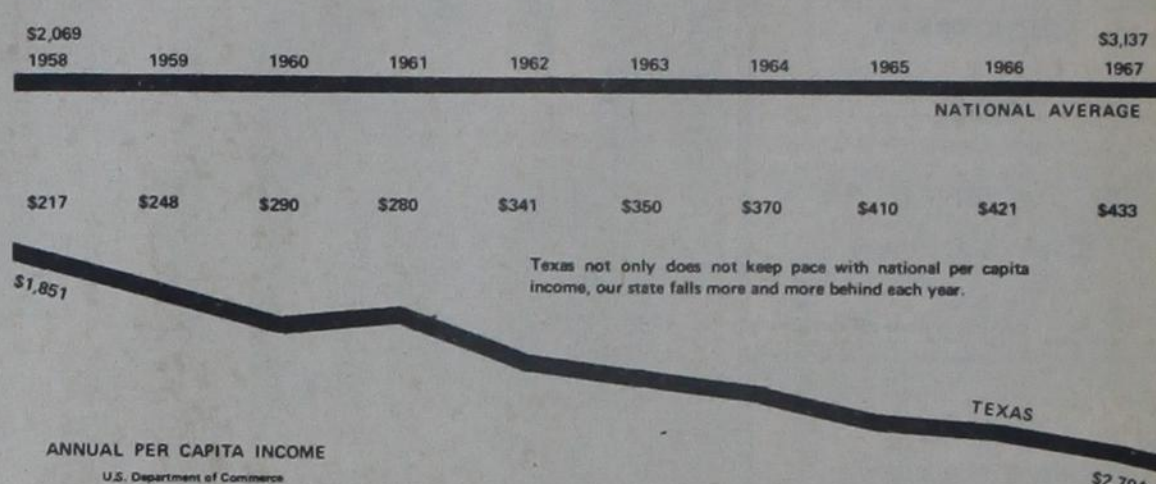 $2,069
$3,137
1958 1959 1960 1961 1962 1963 1964 1965 1966 1967
NATIONAL AVERAGE
$217 $248 $290 $280 $341 $350 $370 $410 $421 $433
Texas not only does not keep pace with national per capita
income, our state falls more and more behind each year.
$1,851
TEXAS
ANNUAL PER CAPITA INCOME
U.S. Department of Commerce